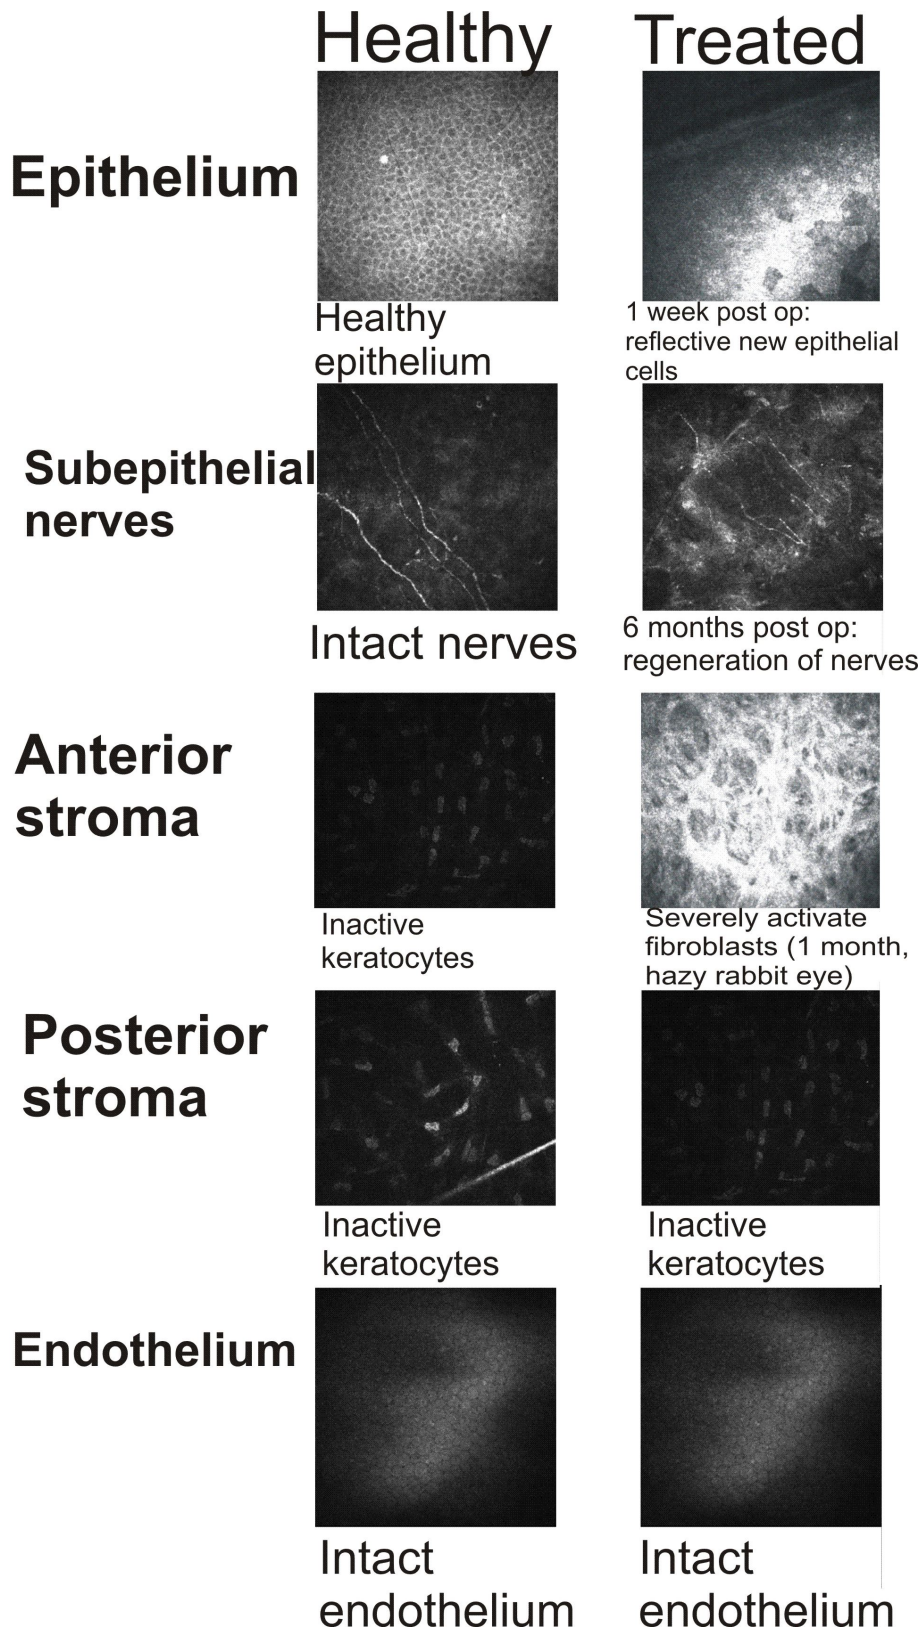 Healthy
Treated
Epithelium
Healthy
epithelium
1 week post op:
reflective new epithelial
cells
Subepithelial
nerves
Intact nerves
6 months post op:
regeneration of nerves
Anterior
stroma
Inactive
keratocytes
Severely activate
fibroblasts (1 month,
hazy rabbit eye)
Posterior
stroma
Inactive
keratocytes
Inactive
keratocytes
Endothelium
Intact
endothelium
Intact
endothelium